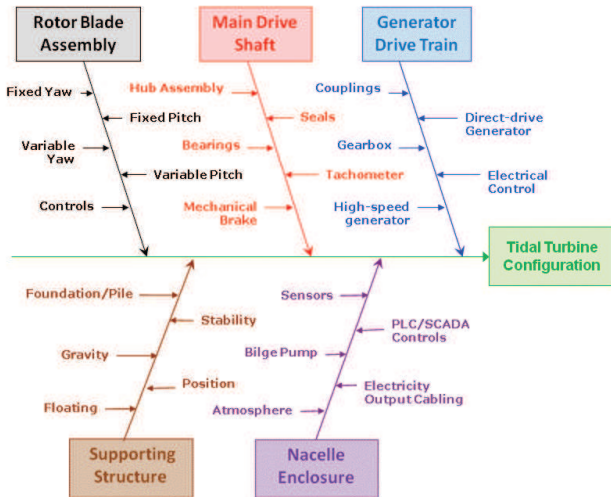 Rotor Blade
Assembly
Main Drive
Shaft
Generator
Drive Train
Fixed Yaw
Fixed Pitch
Variable
Yaw
Variable Pitch
Controls
Hub Assembly
Seals
Bearings
Tachometer
Mechanical
Brake
Couplings
Direct-drive
Generator
Gearbox
Electrical
Control
High-speed
generator
Tidal Turbine
Configuration
Foundation/Pile
Stability
Gravity
Position
Floating
Sensors
PLC/SCADA
Controls
Bilge Pump
Electricity
Output Cabling
Atmosphere
Supporting
Structure
Nacelle
Enclosure